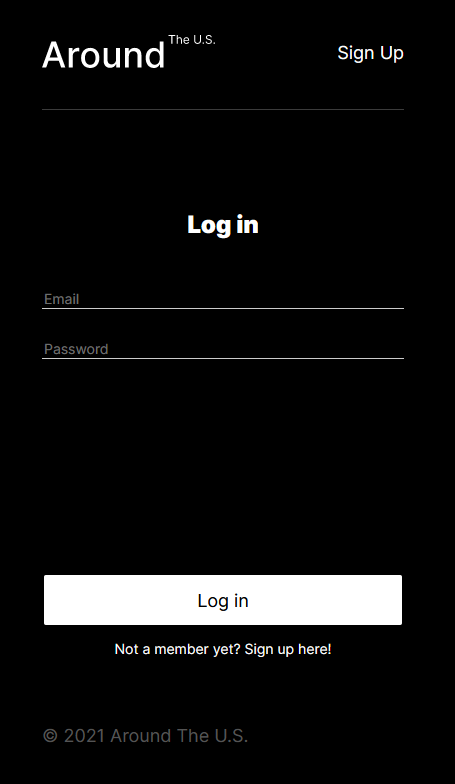 Around The U.S.
Sign Up
Log in
Email
Password
Log in
Not a member yet? Sign up here!
© 2021 Around The U.S.